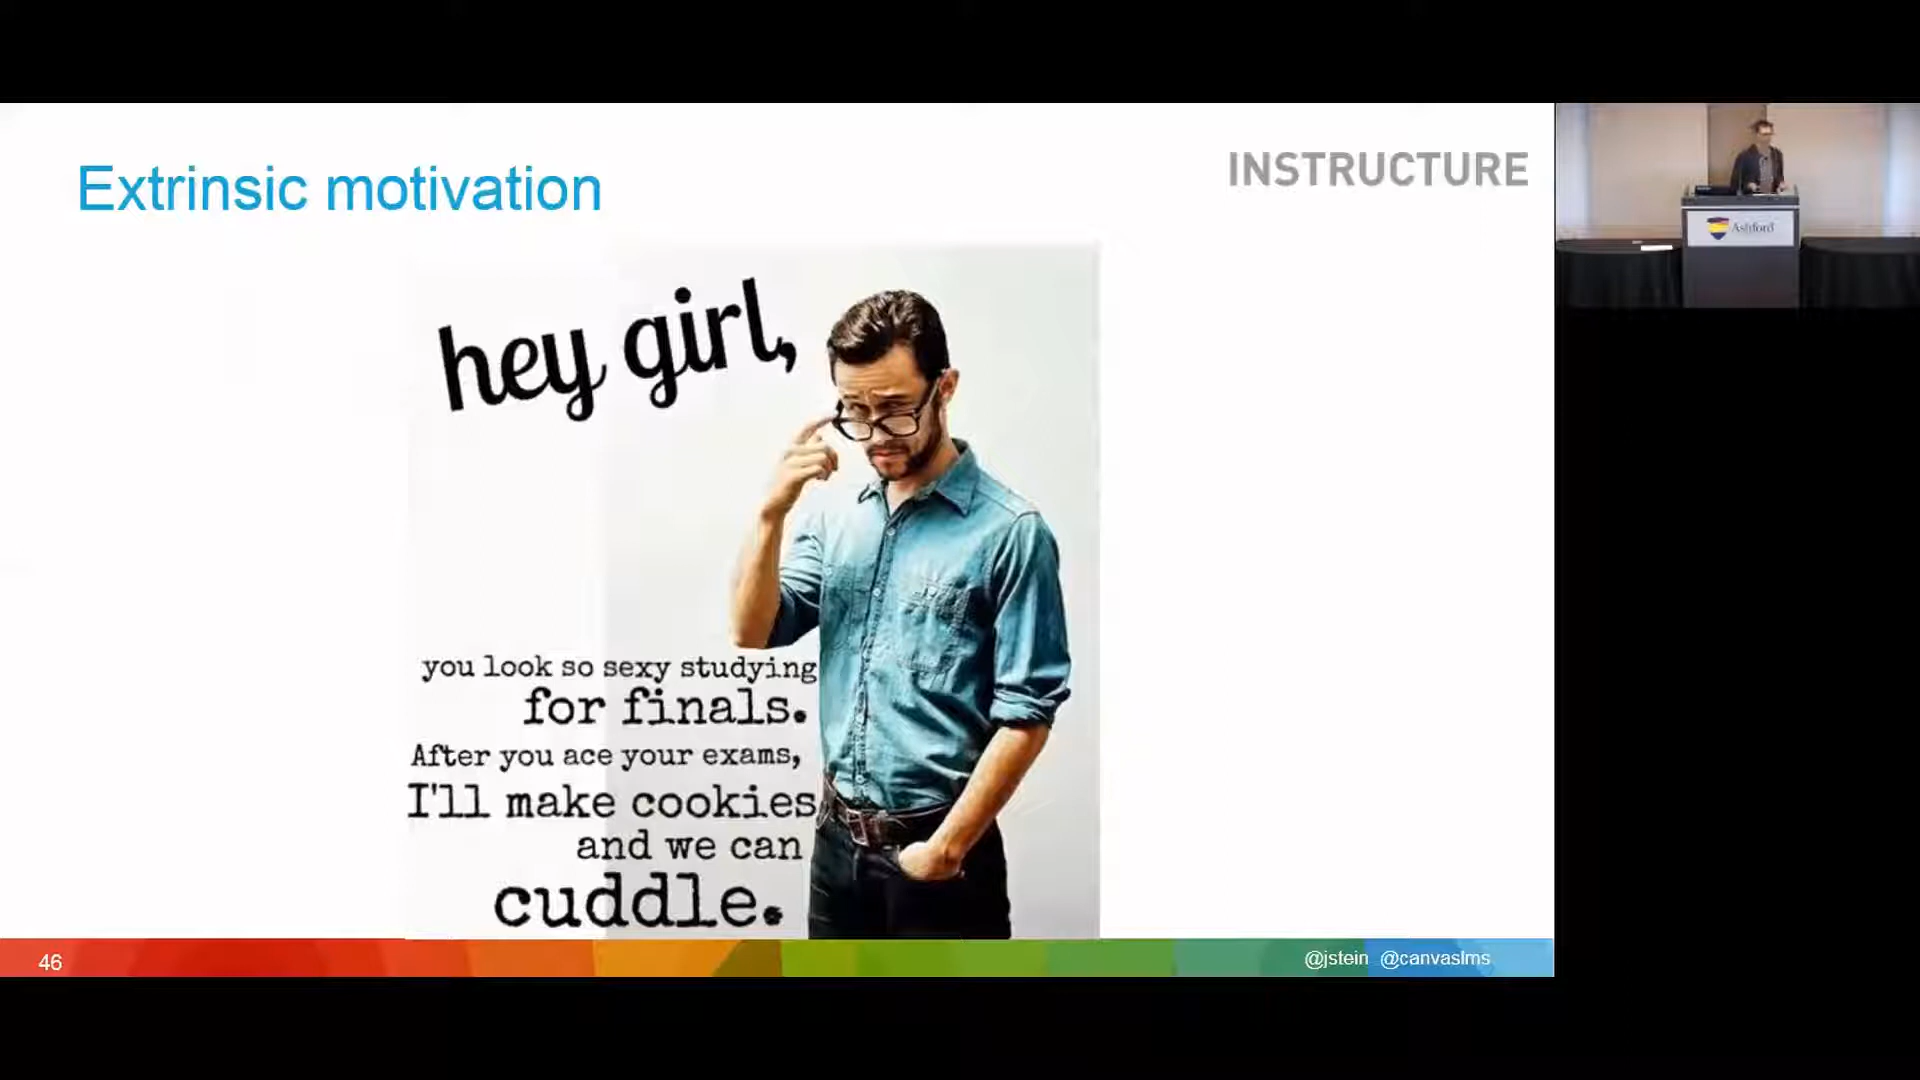 Extrinsic motivation
INSTRUCTURE
hey girl,
you look so sexy studying
for finals.
After you ace your exams,
I'll make cookies
and we can
cuddle.
46
@jstein @canvaslms
Ashford